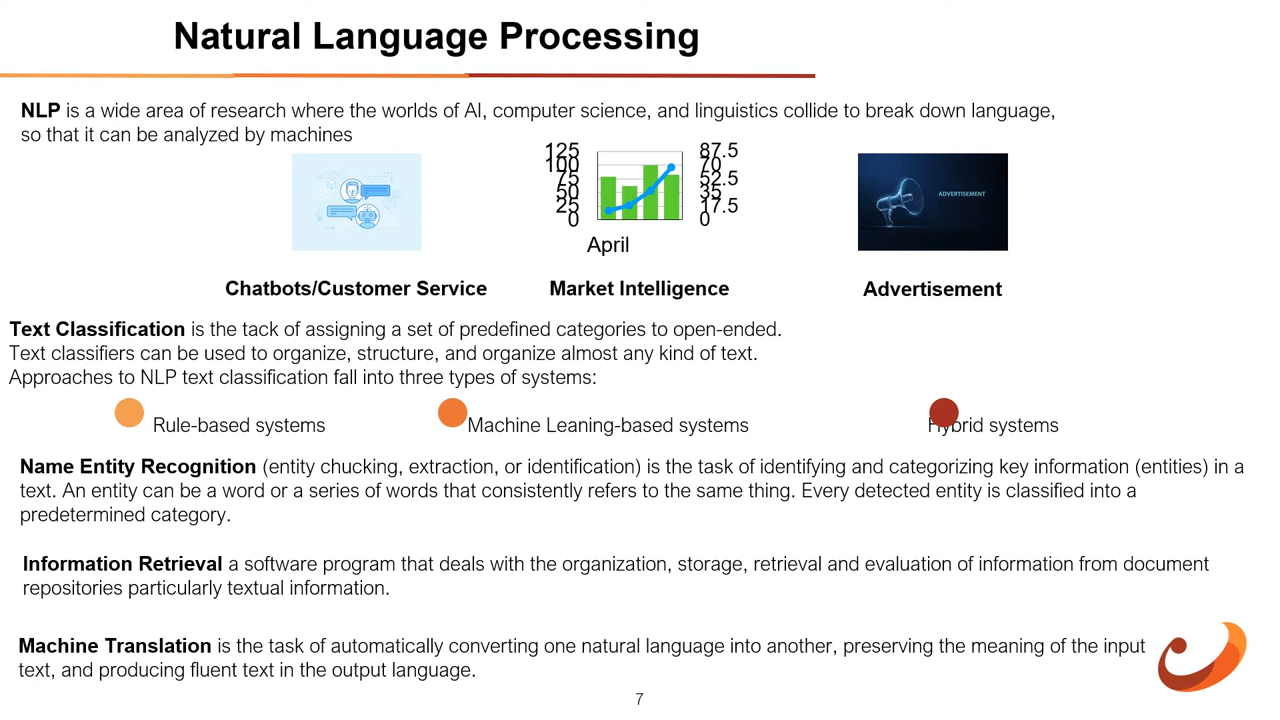 Natural Language Processing
NLP is a wide area of research where the worlds of AI, computer science, and linguistics collide to break down language,
so that it can be analyzed by machines
125
100
75
50
25
0
87.5
70
52.5
35
17.5
0
April
ADVERTISEMENT
Chatbots/Customer Service
Market Intelligence
Advertisement
Text Classification is the tack of assigning a set of predefined categories to open-ended.
Text classifiers can be used to organize, structure, and organize almost any kind of text.
Approaches to NLP text classification fall into three types of systems:
Rule-based systems
Machine Leaning-based systems
Hybrid systems
Name Entity Recognition (entity chucking, extraction, or identification) is the task of identifying and categorizing key information (entities) in a
text. An entity can be a word or a series of words that consistently refers to the same thing. Every detected entity is classified into a
predetermined category.
Information Retrieval a software program that deals with the organization, storage, retrieval and evaluation of information from document
repositories particularly textual information.
Machine Translation is the task of automatically converting one natural language into another, preserving the meaning of the input
text, and producing fluent text in the output language.
7